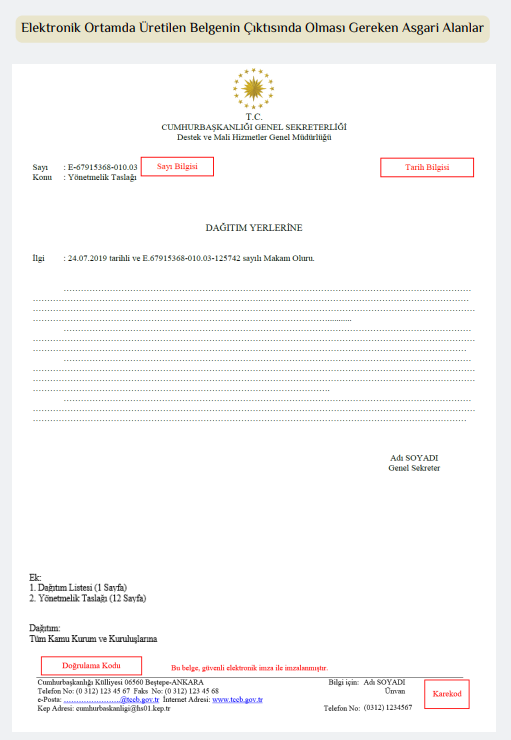 Elektronik Ortamda Üretilen Belgenin Çıktısında Olması Gereken Asgari Alanlar
T.C.
CUMHURBAŞKANLIĞI GENEL SEKRETERLİĞİ
Destek ve Mali Hizmetler Genel Müdürlüğü
Sayı : E-67915368-010.03 Sayı Bilgisi Tarih Bilgisi
Konu : Yönetmelik Taslağı
DAĞITIM YERLERİNE
İlgi : 24.07.2019 tarihli ve E.67915368-010.03-125742 sayılı Makam Oluru.
Adı SOYADI
Genel Sekreter
Ek:
1. Dağıtım Listesi (1 Sayfa)
2. Yönetmelik Taslağı (12 Sayfa)
Dağıtım:
Tüm Kamu Kurum ve Kuruluşlarına
Doğrulama Kodu Bu belge, güvenli elektronik imza ile imzalanmıştır.
Cumhurbaşkanlığı Külliyesi 06560 Beştepe-ANKARA Bilgi için: Adı SOYADI
Telefon No: (0 312) 123 45 67 Faks No: (0 312) 123 45 68 Ünvan
e-Posta: ..............................@tccb.gov.tr İnternet Adresi: www.tccb.gov.tr Karekod
Kep Adresi: cumhurbaskanligi@hs01.kep.tr Telefon No: (0312) 1234567